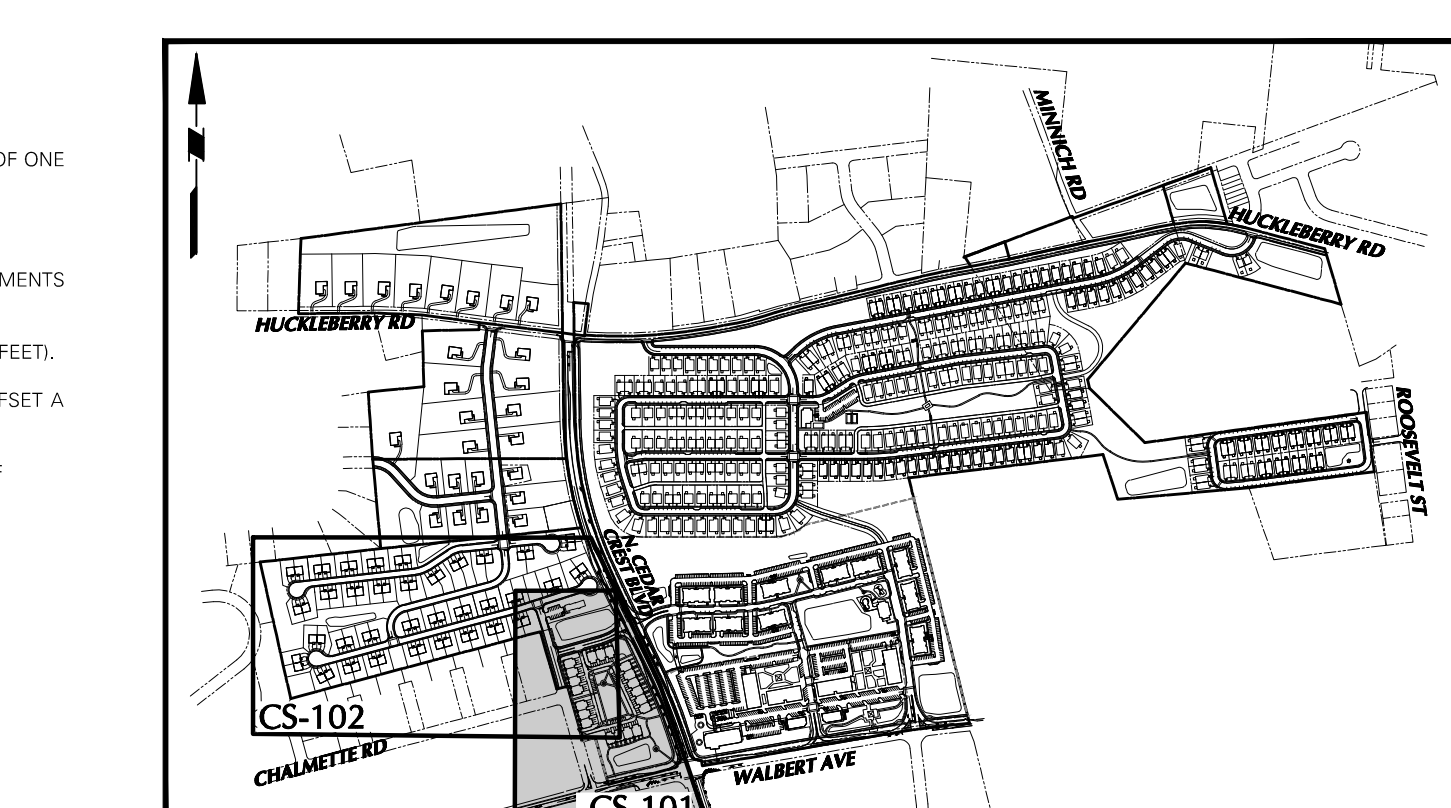 OF ONE
MENTS
FEET).
FSET A
F
MINNICH RD
HUCKLEBERRY RD
HUCKLEBERRY RD
ROOSEVELT ST
N. CEDAR
CREST BLVD
CS-102
CHALMETTE RD
WALBERT AVE
CS-101